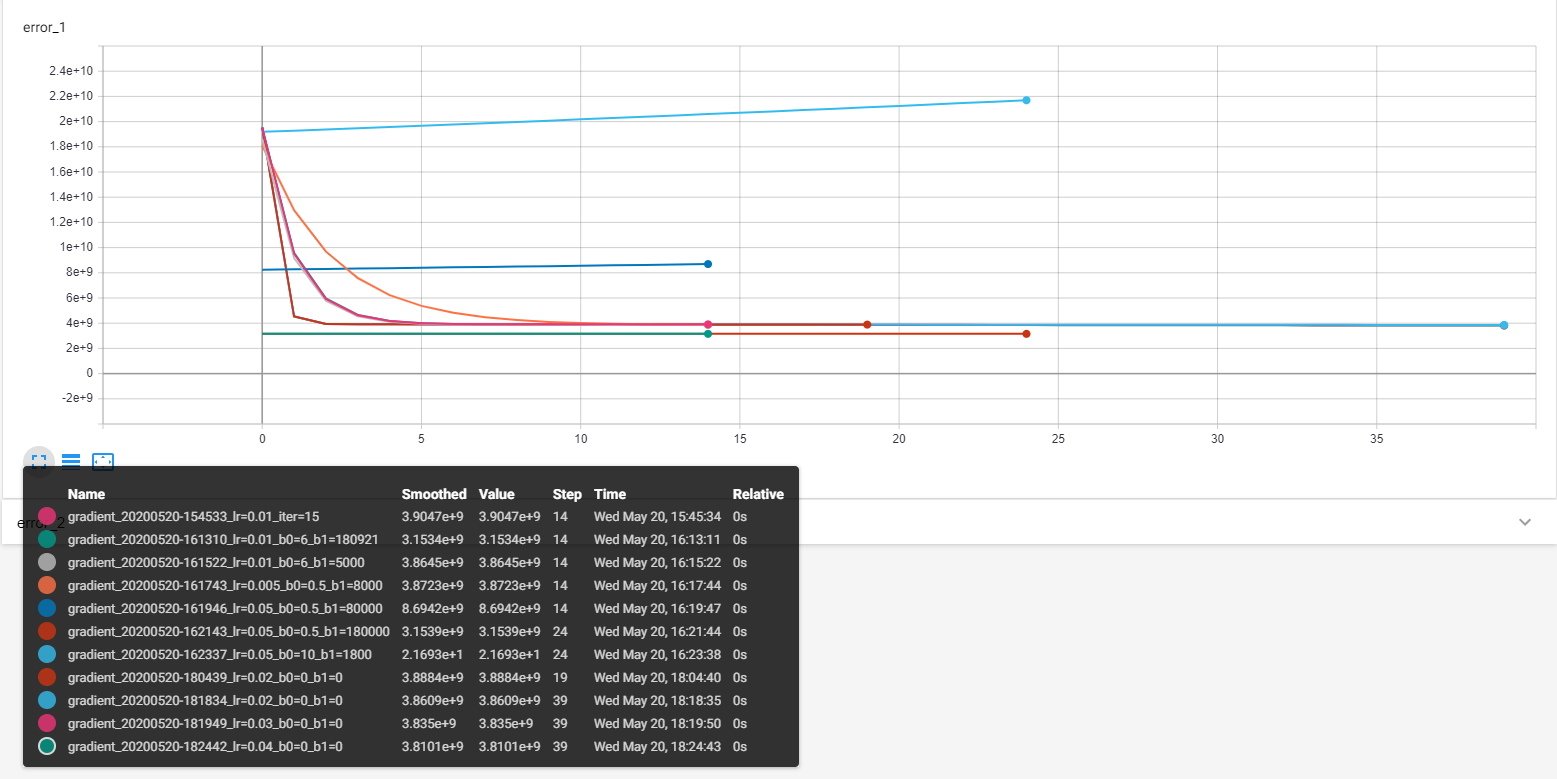 error_1
2.4e+10
2.2e+10
2e+10
1.8e+10
1.6e+10
1.4e+10
1.2e+10
1e+10
8e+9
6e+9
4e+9
2e+9
0
-2e+9
0 5 10 15 20 25 30 35
error_2
Name Smoothed Value Step Time Relative
gradient_20200520-154533_lr=0.01_iter=15 3.9047e+9 3.9047e+9 14 Wed May 20, 15:45:34 0s
gradient_20200520-161310_lr=0.01_b0=6_b1=180921 3.1534e+9 3.1534e+9 14 Wed May 20, 16:13:11 0s
gradient_20200520-161522_lr=0.01_b0=6_b1=5000 3.8645e+9 3.8645e+9 14 Wed May 20, 16:15:22 0s
gradient_20200520-161743_lr=0.005_b0=0.5_b1=8000 3.8723e+9 3.8723e+9 14 Wed May 20, 16:17:44 0s
gradient_20200520-161946_lr=0.05_b0=0.5_b1=80000 8.6942e+9 8.6942e+9 14 Wed May 20, 16:19:47 0s
gradient_20200520-162143_lr=0.05_b0=0.5_b1=180000 3.1539e+9 3.1539e+9 24 Wed May 20, 16:21:44 0s
gradient_20200520-162337_lr=0.05_b0=10_b1=1800 2.1693e+1 2.1693e+1 24 Wed May 20, 16:23:38 0s
gradient_20200520-180439_lr=0.02_b0=0_b1=0 3.8884e+9 3.8884e+9 19 Wed May 20, 18:04:40 0s
gradient_20200520-181834_lr=0.02_b0=0_b1=0 3.8609e+9 3.8609e+9 39 Wed May 20, 18:18:35 0s
gradient_20200520-181949_lr=0.03_b0=0_b1=0 3.835e+9 3.835e+9 39 Wed May 20, 18:19:50 0s
gradient_20200520-182442_lr=0.04_b0=0_b1=0 3.8101e+9 3.8101e+9 39 Wed May 20, 18:24:43 0s